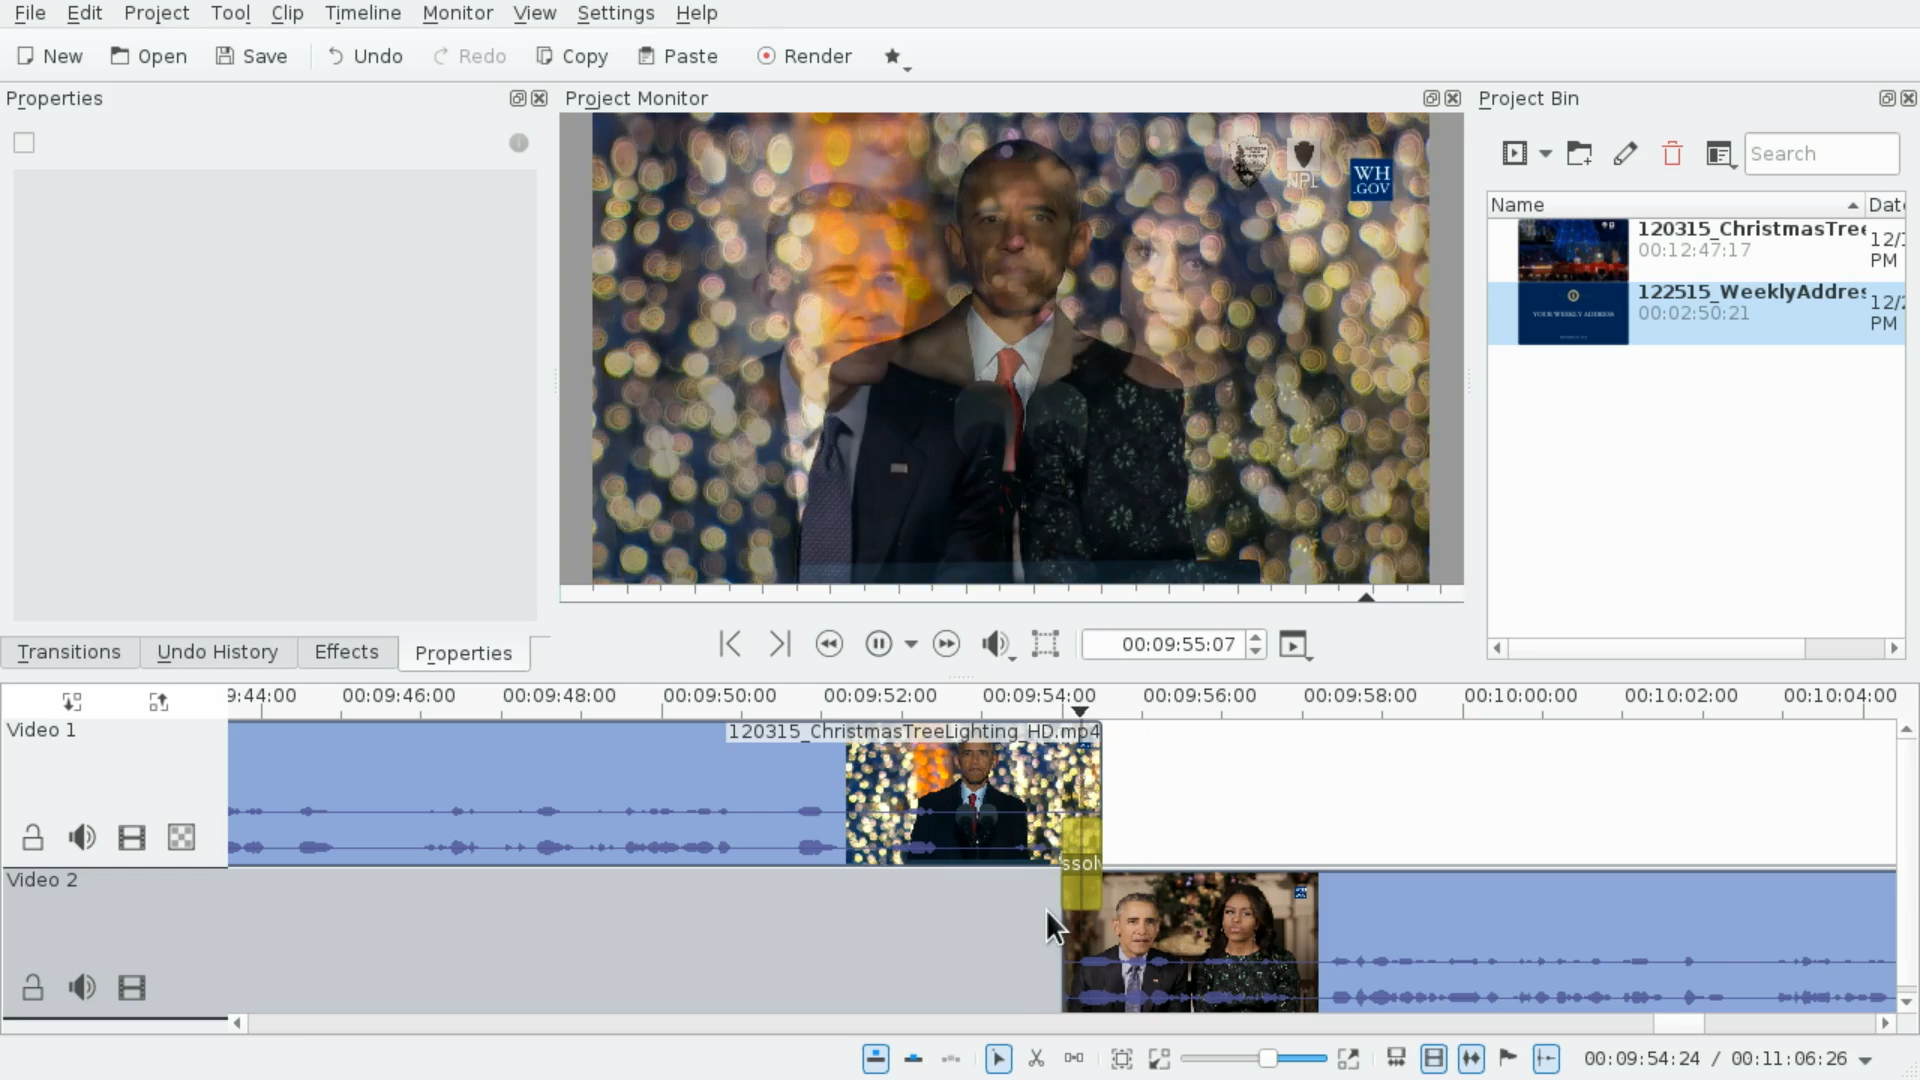 File Edit Project Tool Clip Timeline Monitor View Settings Help
New Open Save Undo Redo Copy Paste Render
Properties
Project Monitor
Project Bin
Search
WH
.GOV
Name
120315_ChristmasTree
00:12:47:17
12/
PM
YOUR WEEKLY ADDRESS
122515_WeeklyAddres
00:02:50:21
12/
PM
Transitions Undo History Effects Properties
00:09:55:07
9:44:00 00:09:46:00 00:09:48:00 00:09:50:00 00:09:52:00 00:09:54:00 00:09:56:00 00:09:58:00 00:10:00:00 00:10:02:00 00:10:04:00
Video 1
120315_ChristmasTreeLighting_HD.mp4
ssol
Video 2
00:09:54:24 / 00:11:06:26